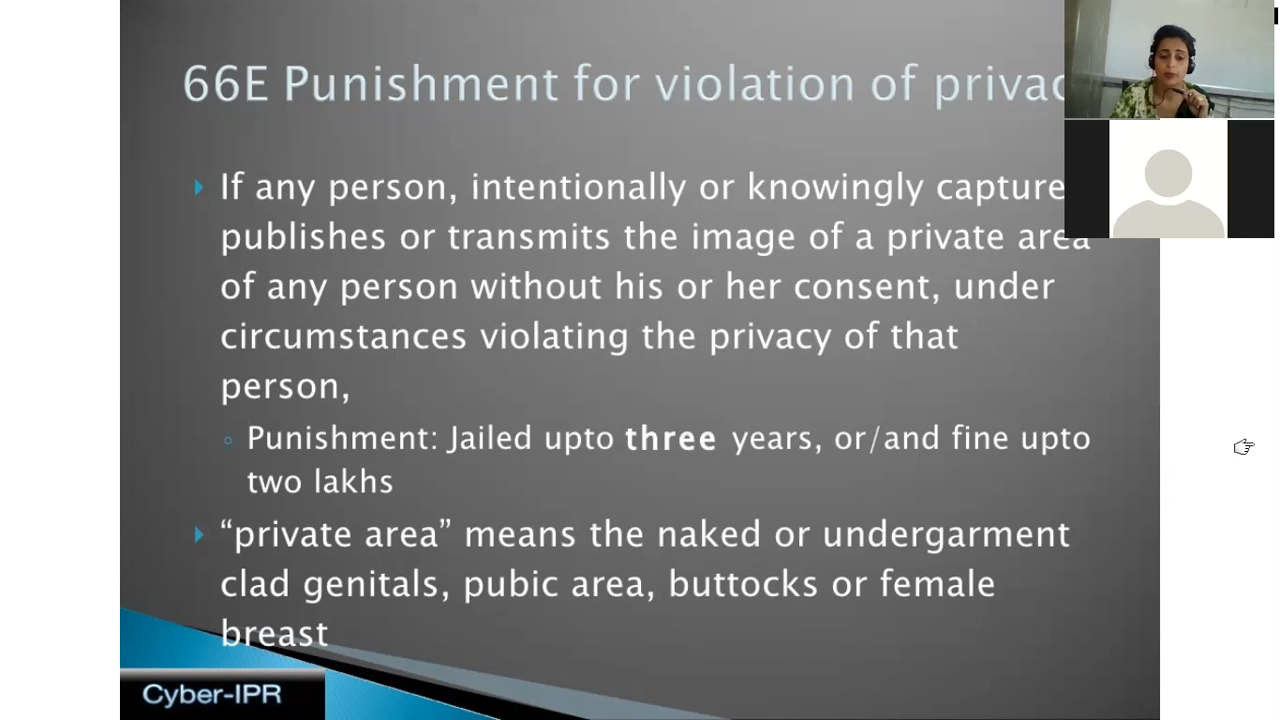 66E Punishment for violation of privac
If any person, intentionally or knowingly capture
publishes or transmits the image of a private area
of any person without his or her consent, under
circumstances violating the privacy of that
person,
Punishment: Jailed upto three years, or/and fine upto
two lakhs
“private area” means the naked or undergarment
clad genitals, pubic area, buttocks or female
breast
Cyber-IPR